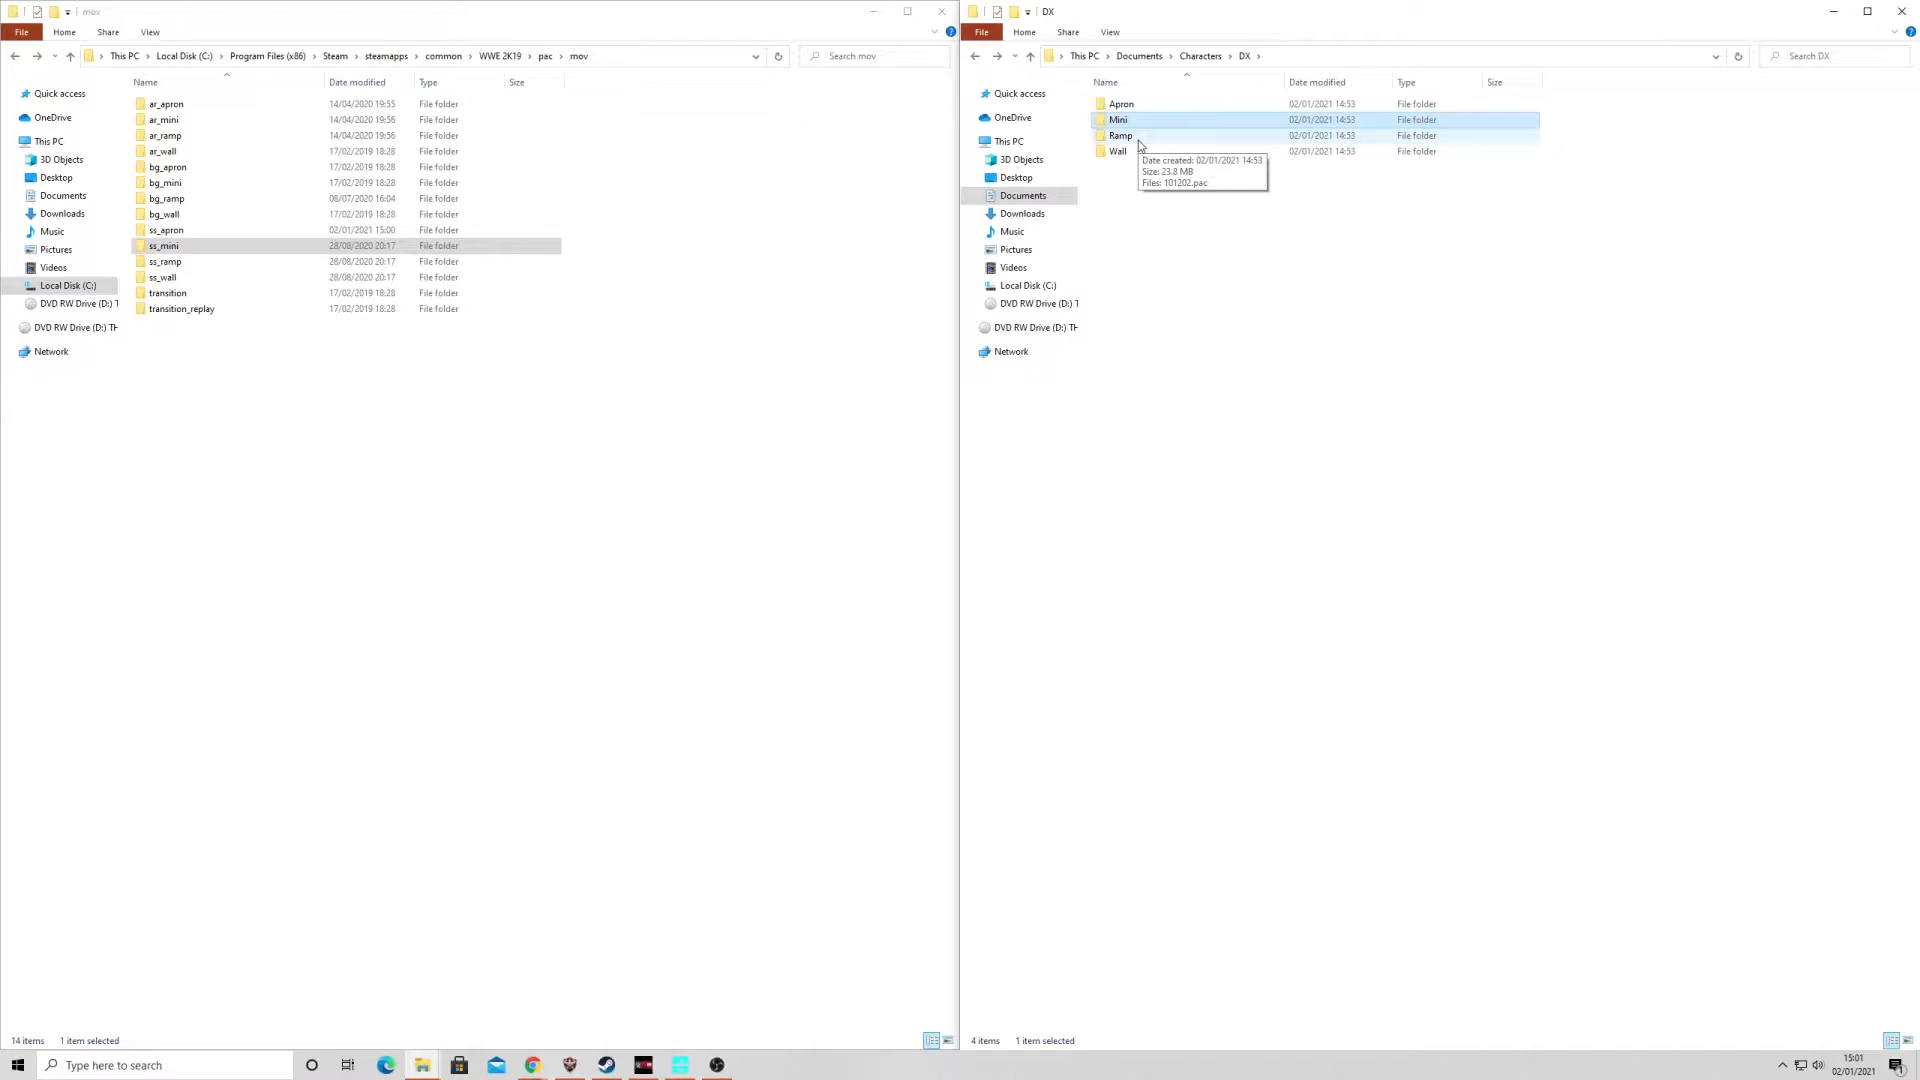 mov
File Home Share View
This PC Local Disk (C:) Program Files (x86) Steam steamapps common WWE 2K19 pac mov
Search mov
Name Date modified Type Size
Quick access
OneDrive
This PC
3D Objects
Desktop
Documents
Downloads
Music
Pictures
Videos
Local Disk (C:)
DVD RW Drive (D:) T
DVD RW Drive (D:) TH
Network
ar_apron 14/04/2020 19:55 File folder
ar_mini 14/04/2020 19:56 File folder
ar_ramp 14/04/2020 19:56 File folder
ar_wall 17/02/2019 18:28 File folder
bg_apron 17/02/2019 18:28 File folder
bg_mini 17/02/2019 18:28 File folder
bg_ramp 08/07/2020 16:04 File folder
bg_wall 17/02/2019 18:28 File folder
ss_apron 02/01/2021 15:00 File folder
ss_mini 28/08/2020 20:17 File folder
ss_ramp 28/08/2020 20:17 File folder
ss_wall 28/08/2020 20:17 File folder
transition 17/02/2019 18:28 File folder
transition_replay 17/02/2019 18:28 File folder
14 items 1 item selected
DX
File Home Share View
This PC Documents Characters DX
Search DX
Name Date modified Type Size
Quick access
OneDrive
This PC
3D Objects
Desktop
Documents
Downloads
Music
Pictures
Videos
Local Disk (C:)
DVD RW Drive (D:) T
DVD RW Drive (D:) TH
Network
Apron 02/01/2021 14:53 File folder
Mini 02/01/2021 14:53 File folder
Ramp 02/01/2021 14:53 File folder
Wall 02/01/2021 14:53 File folder
Date created: 02/01/2021 14:53
Size: 23.8 MB
Files: 101202.pac
4 items 1 item selected
Type here to search
15:01
02/01/2021